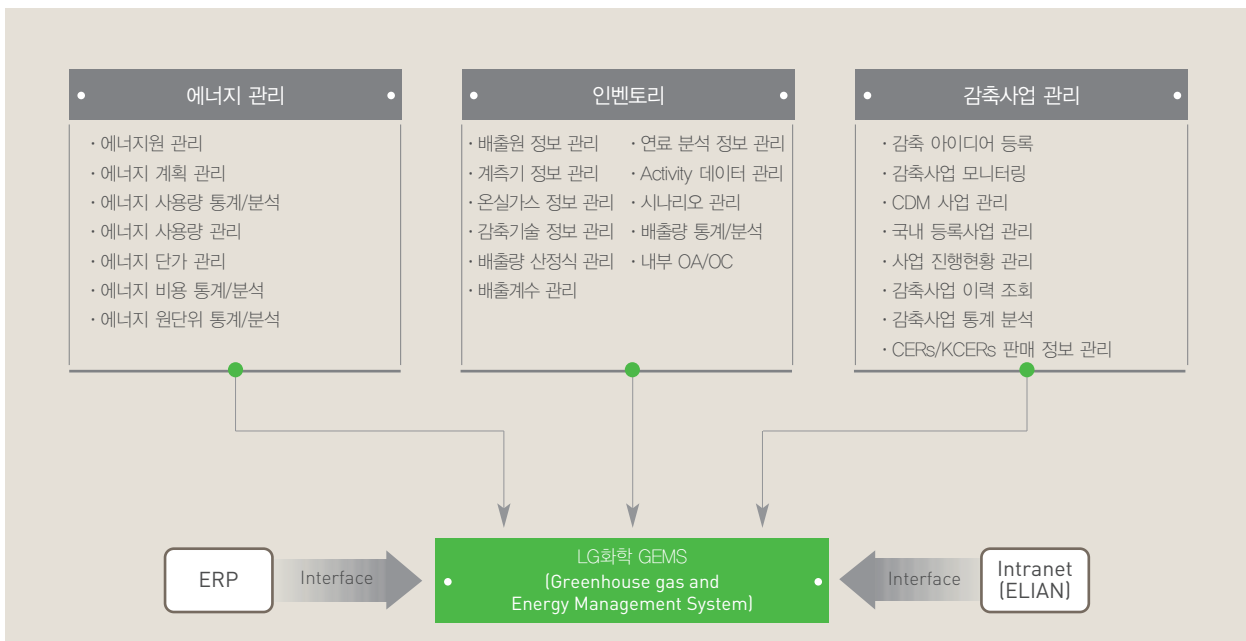 에너지 관리
· 에너지원 관리
· 에너지 계획 관리
· 에너지 사용량 통계/분석
· 에너지 사용량 관리
· 에너지 단가 관리
· 에너지 비용 통계/분석
· 에너지 원단위 통계/분석
인벤토리
· 배출원 정보 관리
· 계측기 정보 관리
· 온실가스 정보 관리
· 감축기술 정보 관리
· 배출량 산정식 관리
· 배출계수 관리
· 연료 분석 정보 관리
· Activity 데이터 관리
· 시나리오 관리
· 배출량 통계/분석
· 내부 OA/OC
감축사업 관리
· 감축 아이디어 등록
· 감축사업 모니터링
· CDM 사업 관리
· 국내 등록사업 관리
· 사업 진행현황 관리
· 감축사업 이력 조회
· 감축사업 통계 분석
· CERs/KCERs 판매 정보 관리
ERP
Interface
LG화학 GEMS
(Greenhouse gas and
Energy Management System)
Interface
Intranet
(ELIAN)